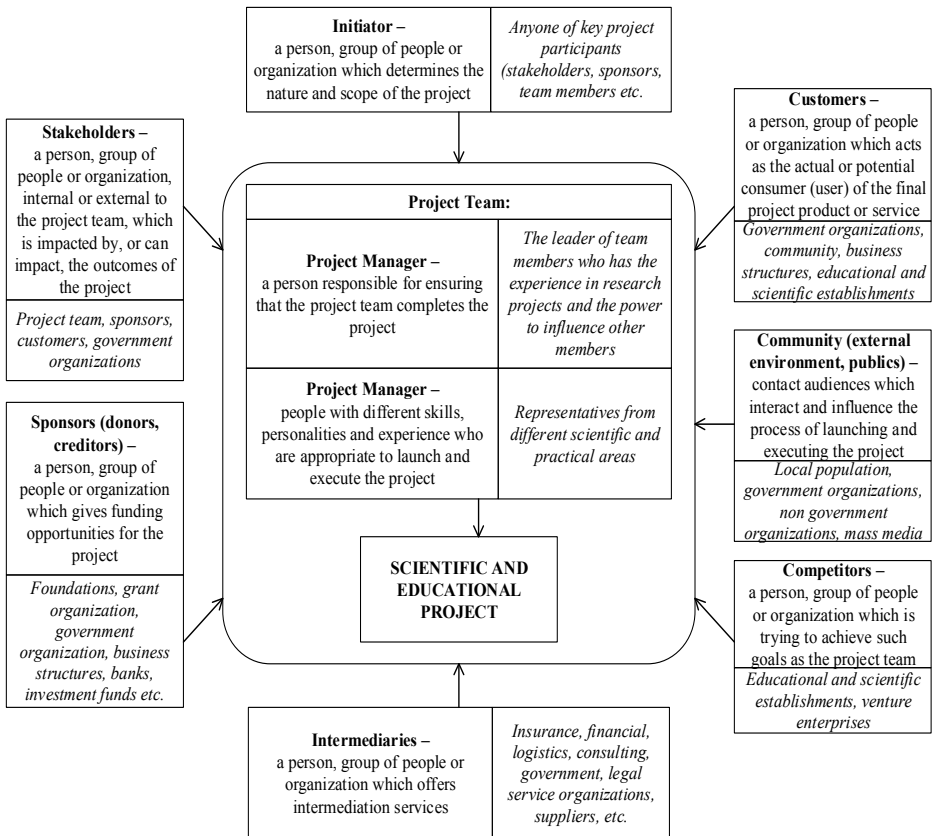 Initiator –
a person, group of people or
organization which determines the
nature and scope of the project
Anyone of key project
participants
(stakeholders, sponsors,
team members etc.
Stakeholders –
a person, group of
people or organization,
internal or external to
the project team, which
is impacted by, or can
impact, the outcomes of
the project
Project team, sponsors,
customers, government
organizations
Sponsors (donors,
creditors) –
a person, group of
people or organization
which gives funding
opportunities for the
project
Foundations, grant
organization,
government
organization, business
structures, banks,
investment funds etc.
Project Team:
Project Manager –
a person responsible for ensuring
that the project team completes the
project
The leader of team
members who has the
experience in research
projects and the power
to influence other
members
Project Manager –
people with different skills,
personalities and experience who
are appropriate to launch and
execute the project
Representatives from
different scientific and
practical areas
SCIENTIFIC AND
EDUCATIONAL
PROJECT
Customers –
a person, group of people
or organization which acts
as the actual or potential
consumer (user) of the final
project product or service
Government organizations,
community, business
structures, educational and
scientific establishments
Community (external
environment, publics) –
contact audiences which
interact and influence the
process of launching and
executing the project
Local population,
government organizations,
non government
organizations, mass media
Competitors –
a person, group of people
or organization which is
trying to achieve such
goals as the project team
Educational and scientific
establishments, venture
enterprises
Intermediaries –
a person, group of people or
organization which offers
intermediation services
Insurance, financial,
logistics, consulting,
government, legal
service organizations,
suppliers, etc.